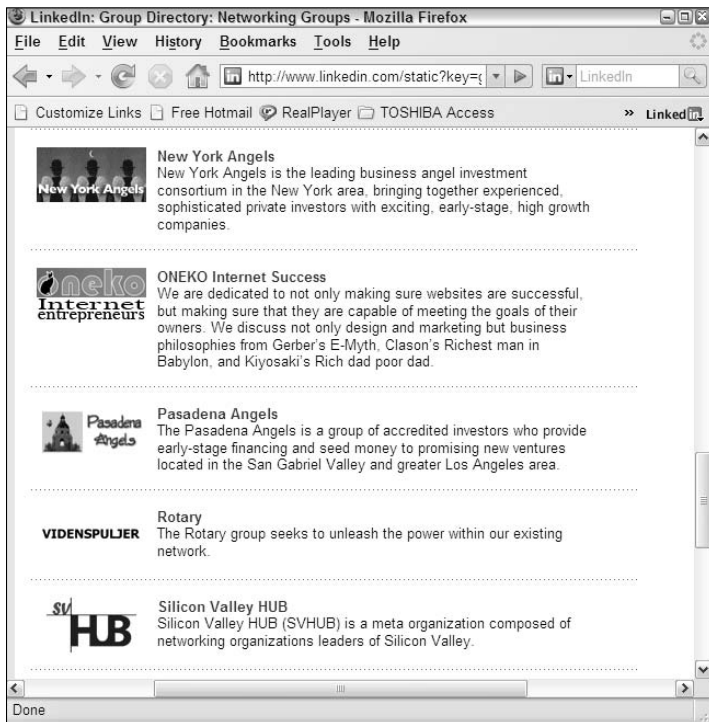 LinkedIn: Group Directory: Networking Groups - Mozilla Firefox
File Edit View History Bookmarks Tools Help
in http://www.linkedin.com/static?key=g in LinkedIn
Customize Links Free Hotmail RealPlayer TOSHIBA Access » Linked in
New York Angels
New York Angels
New York Angels is the leading business angel investment
consortium in the New York area, bringing together experienced,
sophisticated private investors with exciting, early-stage, high growth
companies.
oneko
Internet
entrepreneurs
ONEKO Internet Success
We are dedicated to not only making sure websites are successful,
but making sure that they are capable of meeting the goals of their
owners. We discuss not only design and marketing but business
philosophies from Gerber's E-Myth, Clason's Richest man in
Babylon, and Kiyosaki's Rich dad poor dad.
Pasadena
Angels
Pasadena Angels
The Pasadena Angels is a group of accredited investors who provide
early-stage financing and seed money to promising new ventures
located in the San Gabriel Valley and greater Los Angeles area.
VIDENSPULJER
Rotary
The Rotary group seeks to unleash the power within our existing
network.
SV
HUB
Silicon Valley HUB
Silicon Valley HUB (SVHUB) is a meta organization composed of
networking organizations leaders of Silicon Valley.
Done